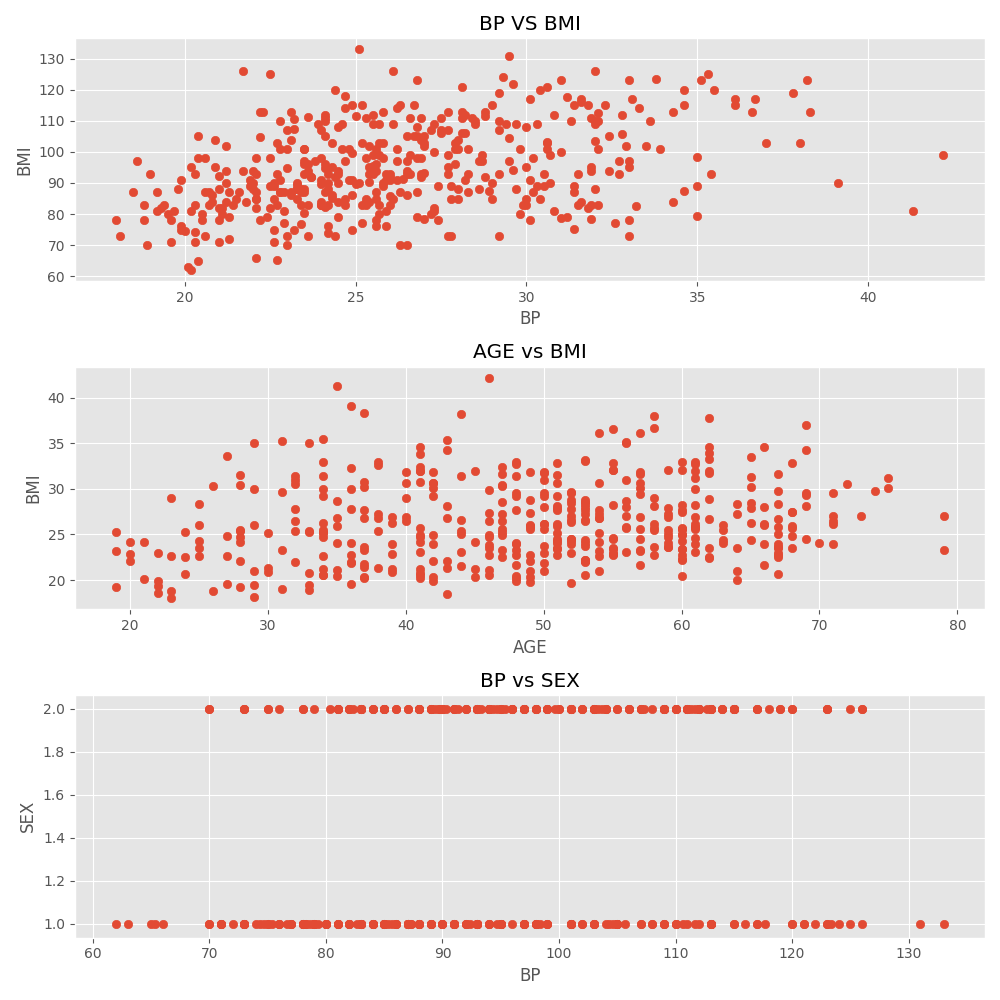 BP VS BMI
130
120
110
100
90
80
70
60
BMI
20 25 30 35 40
BP
AGE vs BMI
40
35
30
25
20
BMI
20 30 40 50 60 70 80
AGE
BP vs SEX
2.0
1.8
1.6
1.4
1.2
1.0
SEX
60 70 80 90 100 110 120 130
BP